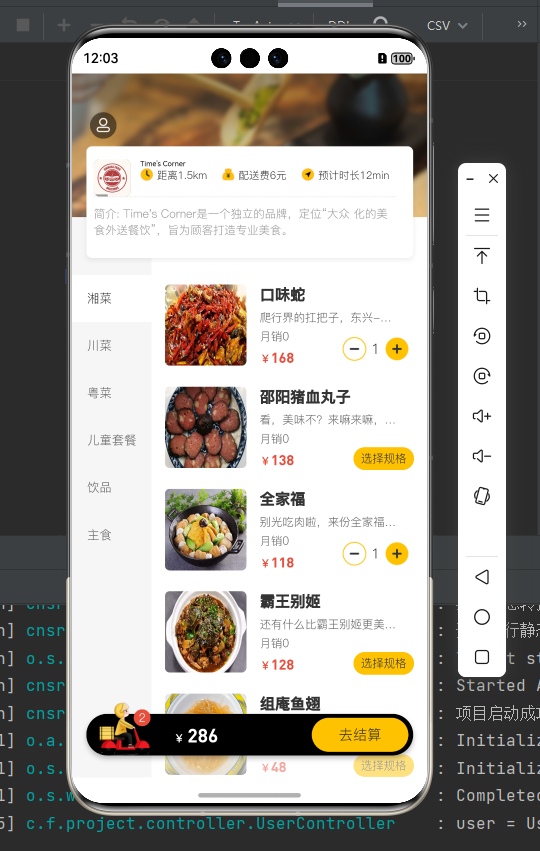 CSV
12:03
100
Time's Corner
距离1.5km
配送费6元
预计时长12min
简介: Time's Corner是一个独立的品牌，定位“大众 化的美
食外送餐饮”，旨为顾客打造专业美食。
湘菜
川菜
粤菜
儿童套餐
饮品
主食
口味蛇
爬行界的扛把子，东兴–...
月销0
￥168
1
邵阳猪血丸子
看，美味不？来嘛来嘛，...
月销0
￥138
选择规格
全家福
别光吃肉啦，来份全家福...
月销0
￥118
1
霸王别姬
还有什么比霸王别姬更美...
月销0
￥128
选择规格
组庵鱼翅
￥48
选择规格
2
￥ 286
去结算
n] cnsr
n] cnsr
n] o.s.
n] cnsr : Started A
n] cnsr : 项目启动成
1] o.a. : Initializ
1] o.s. : Initializ
1] o.s.w : Completed
5] c.f.project.controller.UserController : user = Us